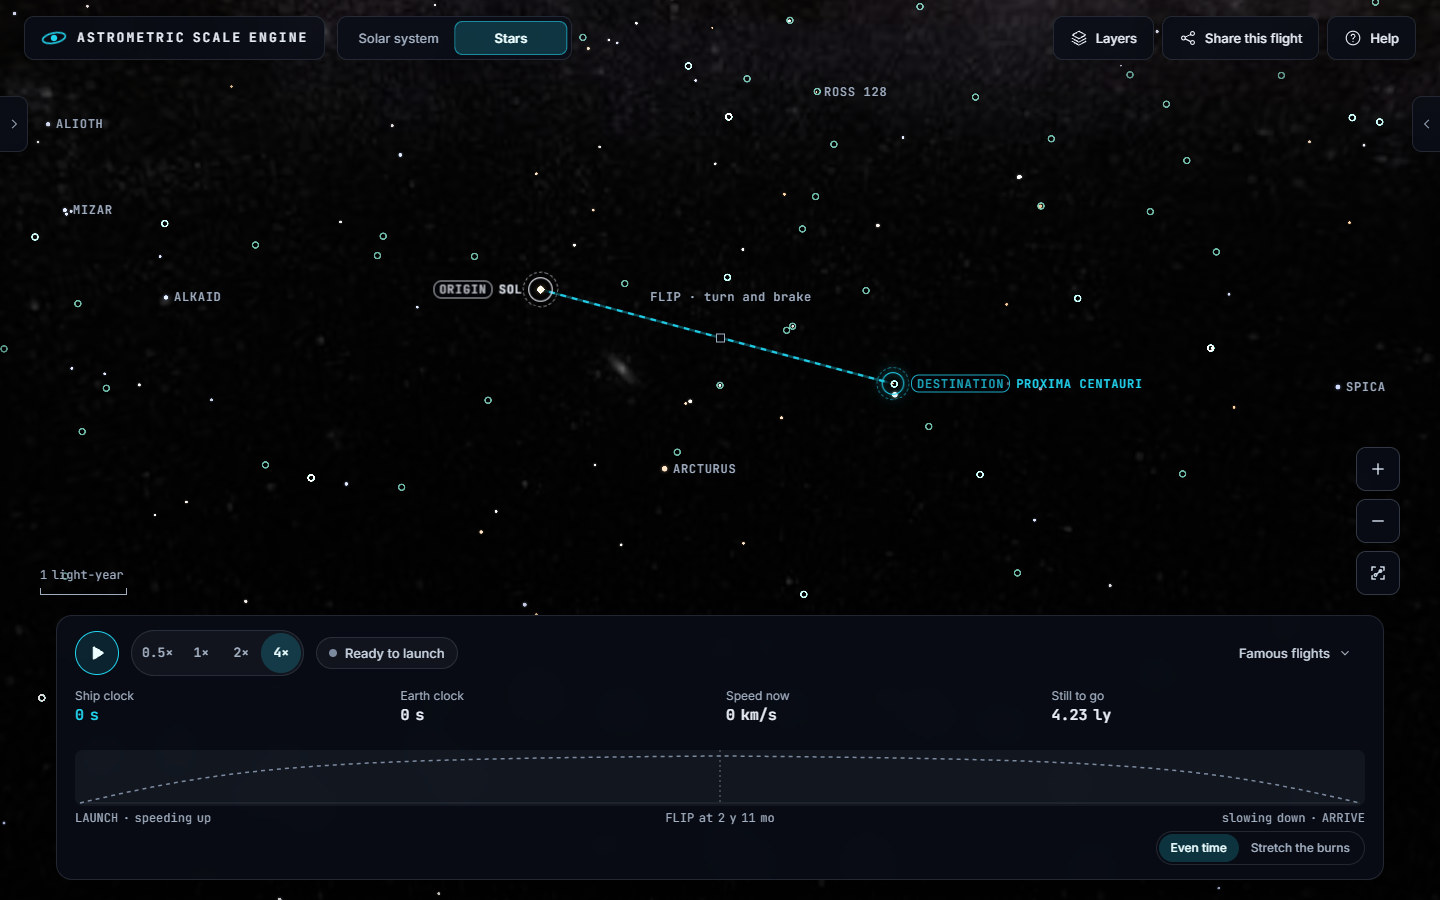 ASTROMETRIC SCALE ENGINE
Solar system
Stars
Layers
Share this flight
Help
ROSS 128
ALIOTH
MIZAR
ORIGIN SOL
FLIP · turn and brake
ALKAID
DESTINATION PROXIMA CENTAURI
SPICA
ARCTURUS
1 light-year
0.5×
1×
2×
4×
Ready to launch
Famous flights
Ship clock
0 s
Earth clock
0 s
Speed now
0 km/s
Still to go
4.23 ly
LAUNCH · speeding up
FLIP at 2 y 11 mo
slowing down · ARRIVE
Even time
Stretch the burns